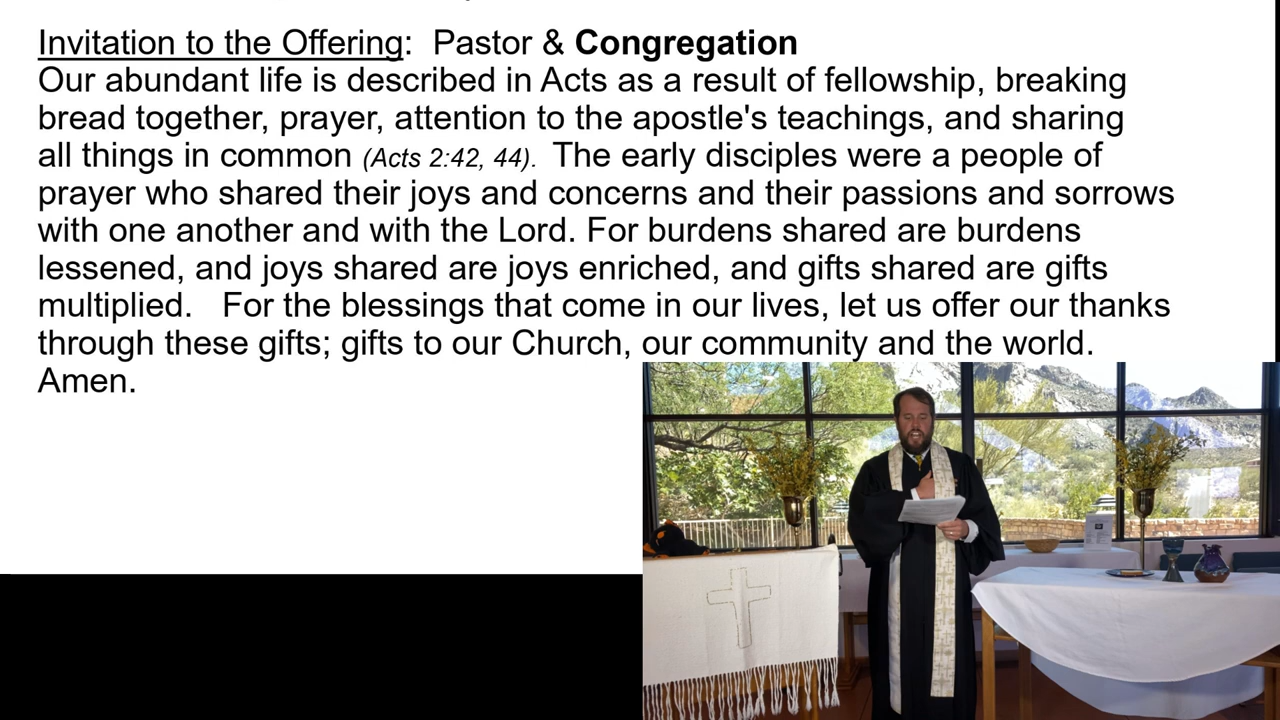 Invitation to the Offering:  Pastor & Congregation
Our abundant life is described in Acts as a result of fellowship, breaking
bread together, prayer, attention to the apostle's teachings, and sharing
all things in common (Acts 2:42, 44).  The early disciples were a people of
prayer who shared their joys and concerns and their passions and sorrows
with one another and with the Lord. For burdens shared are burdens
lessened, and joys shared are joys enriched, and gifts shared are gifts
multiplied.   For the blessings that come in our lives, let us offer our thanks
through these gifts; gifts to our Church, our community and the world.
Amen.